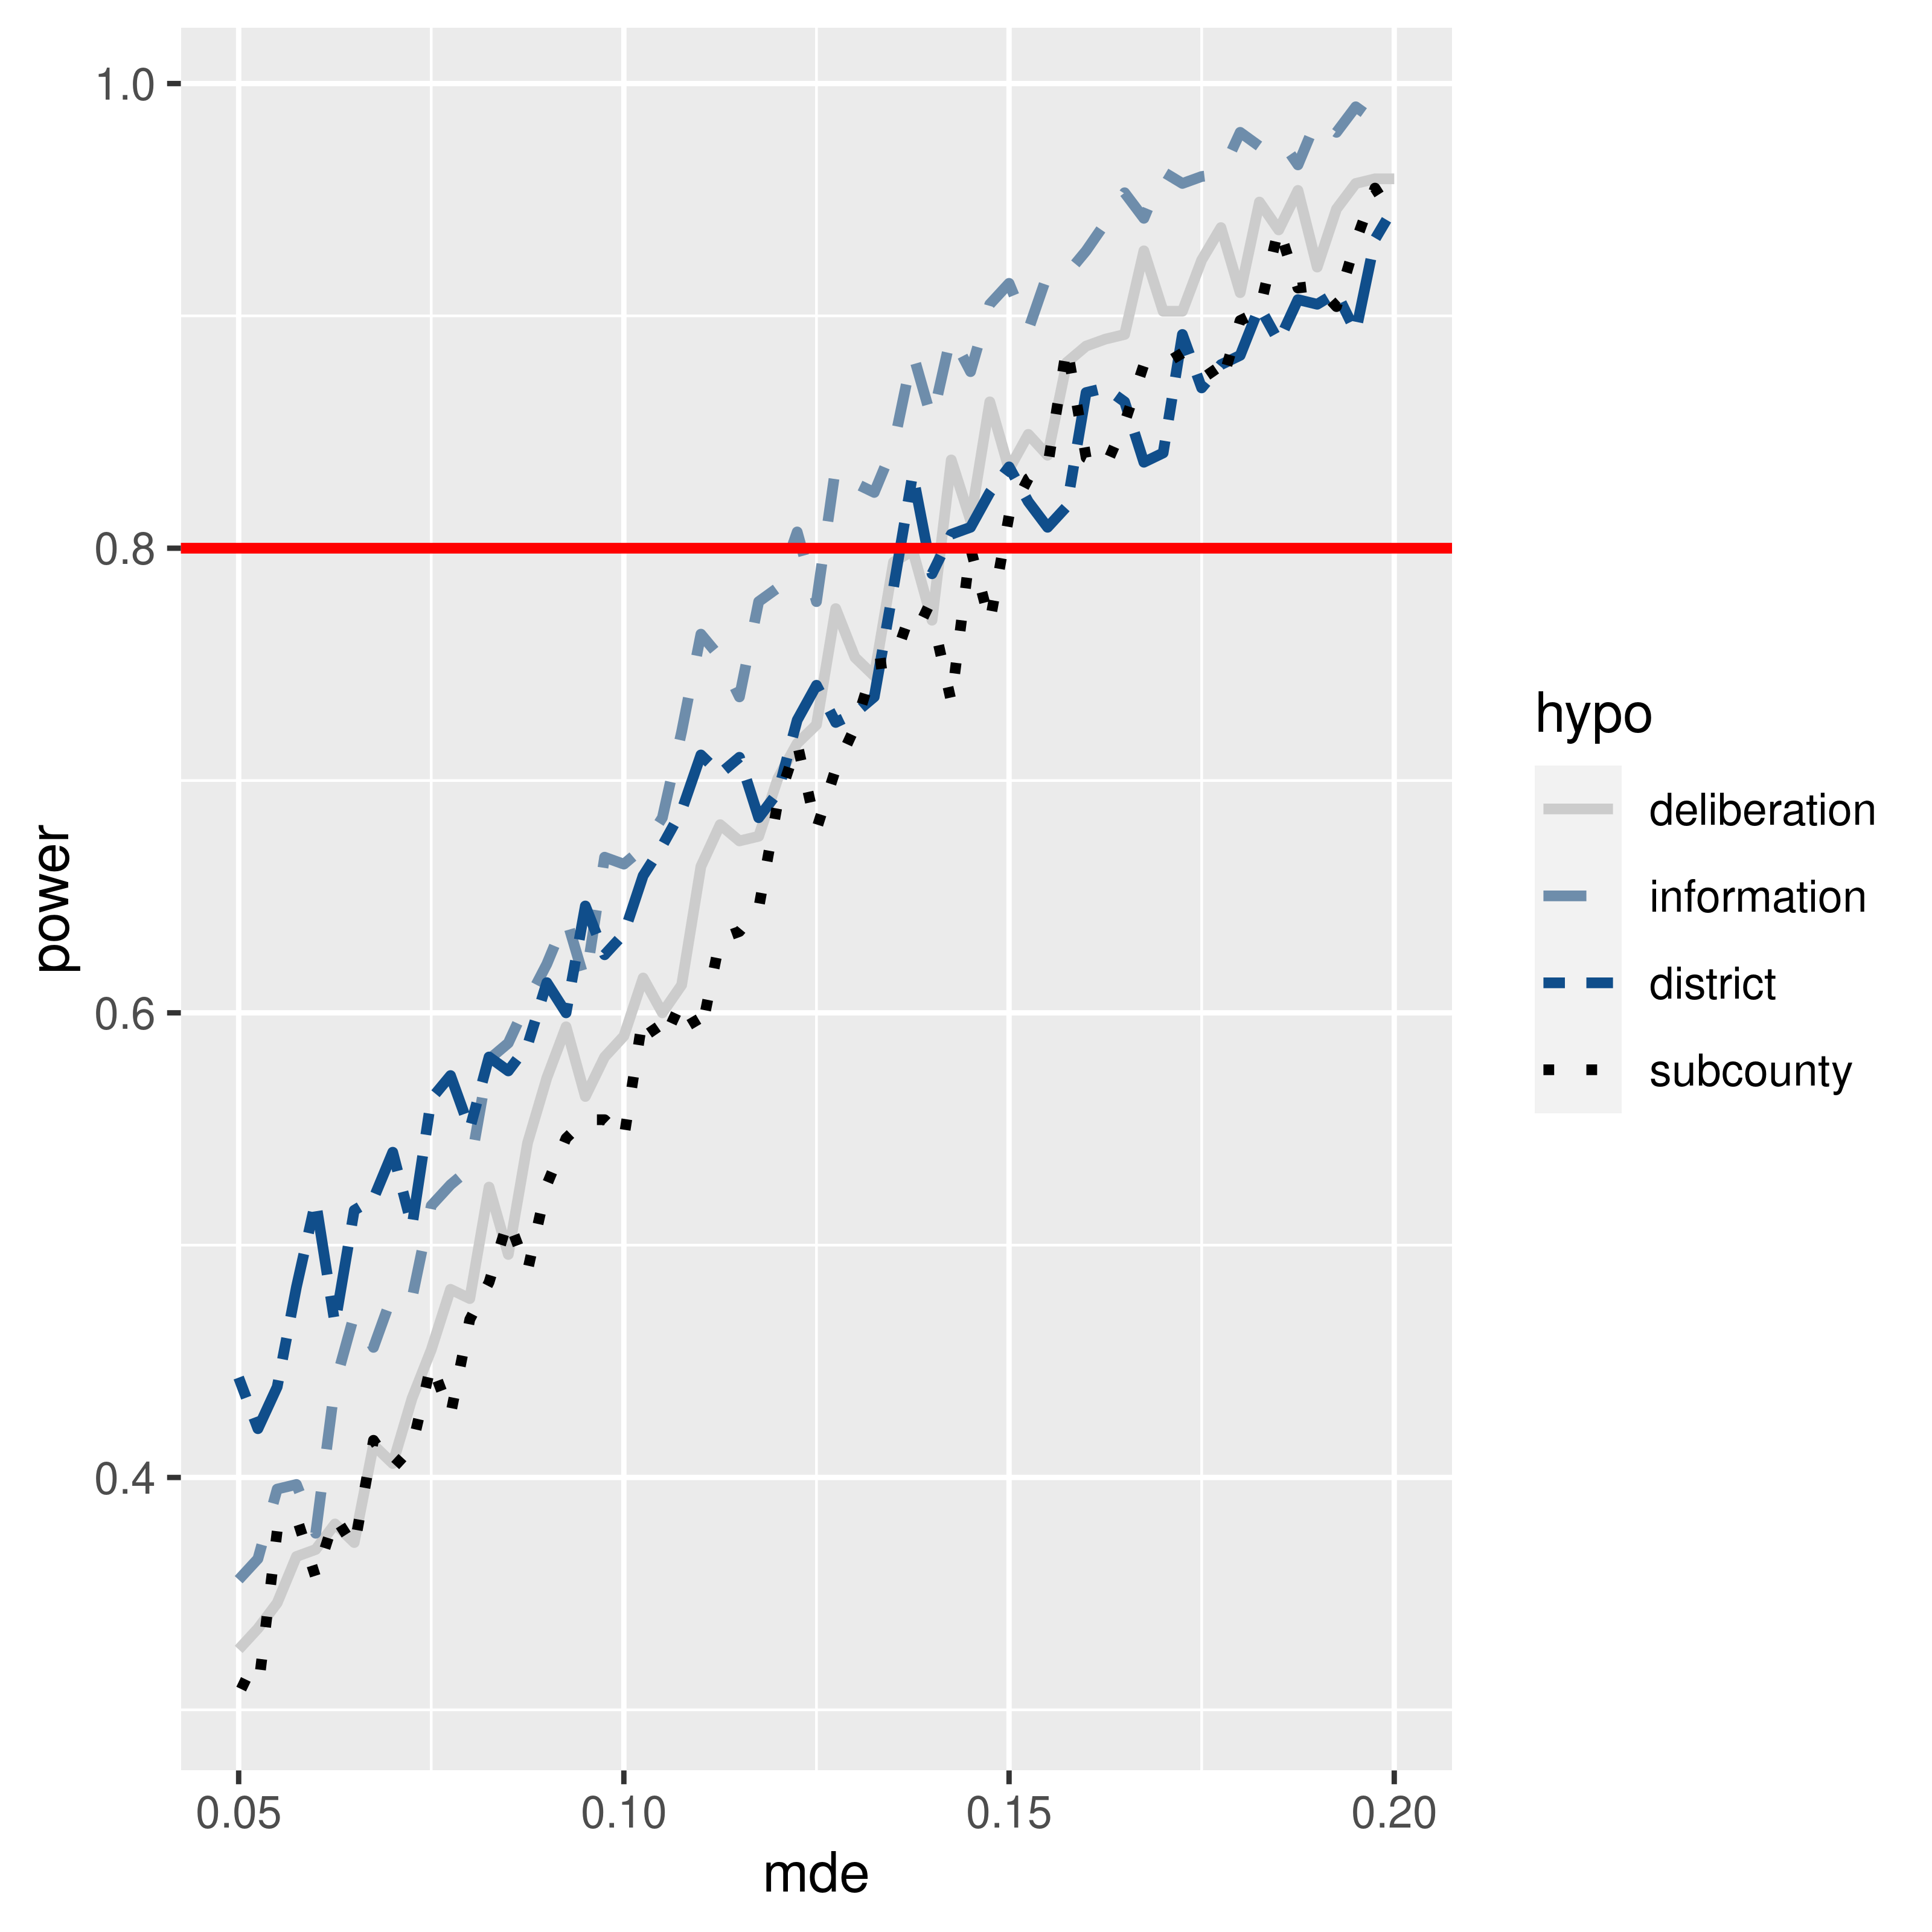 1.0
0.8
0.6
0.4
power
0.05 0.10 0.15 0.20
mde
hypo
deliberation
information
district
subcounty